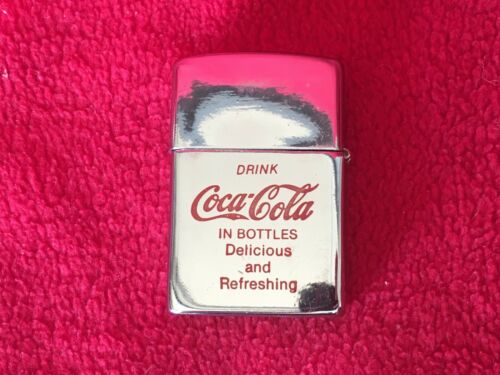 DRINK
Coca-Cola
IN BOTTLES
Delicious
and
Refreshing